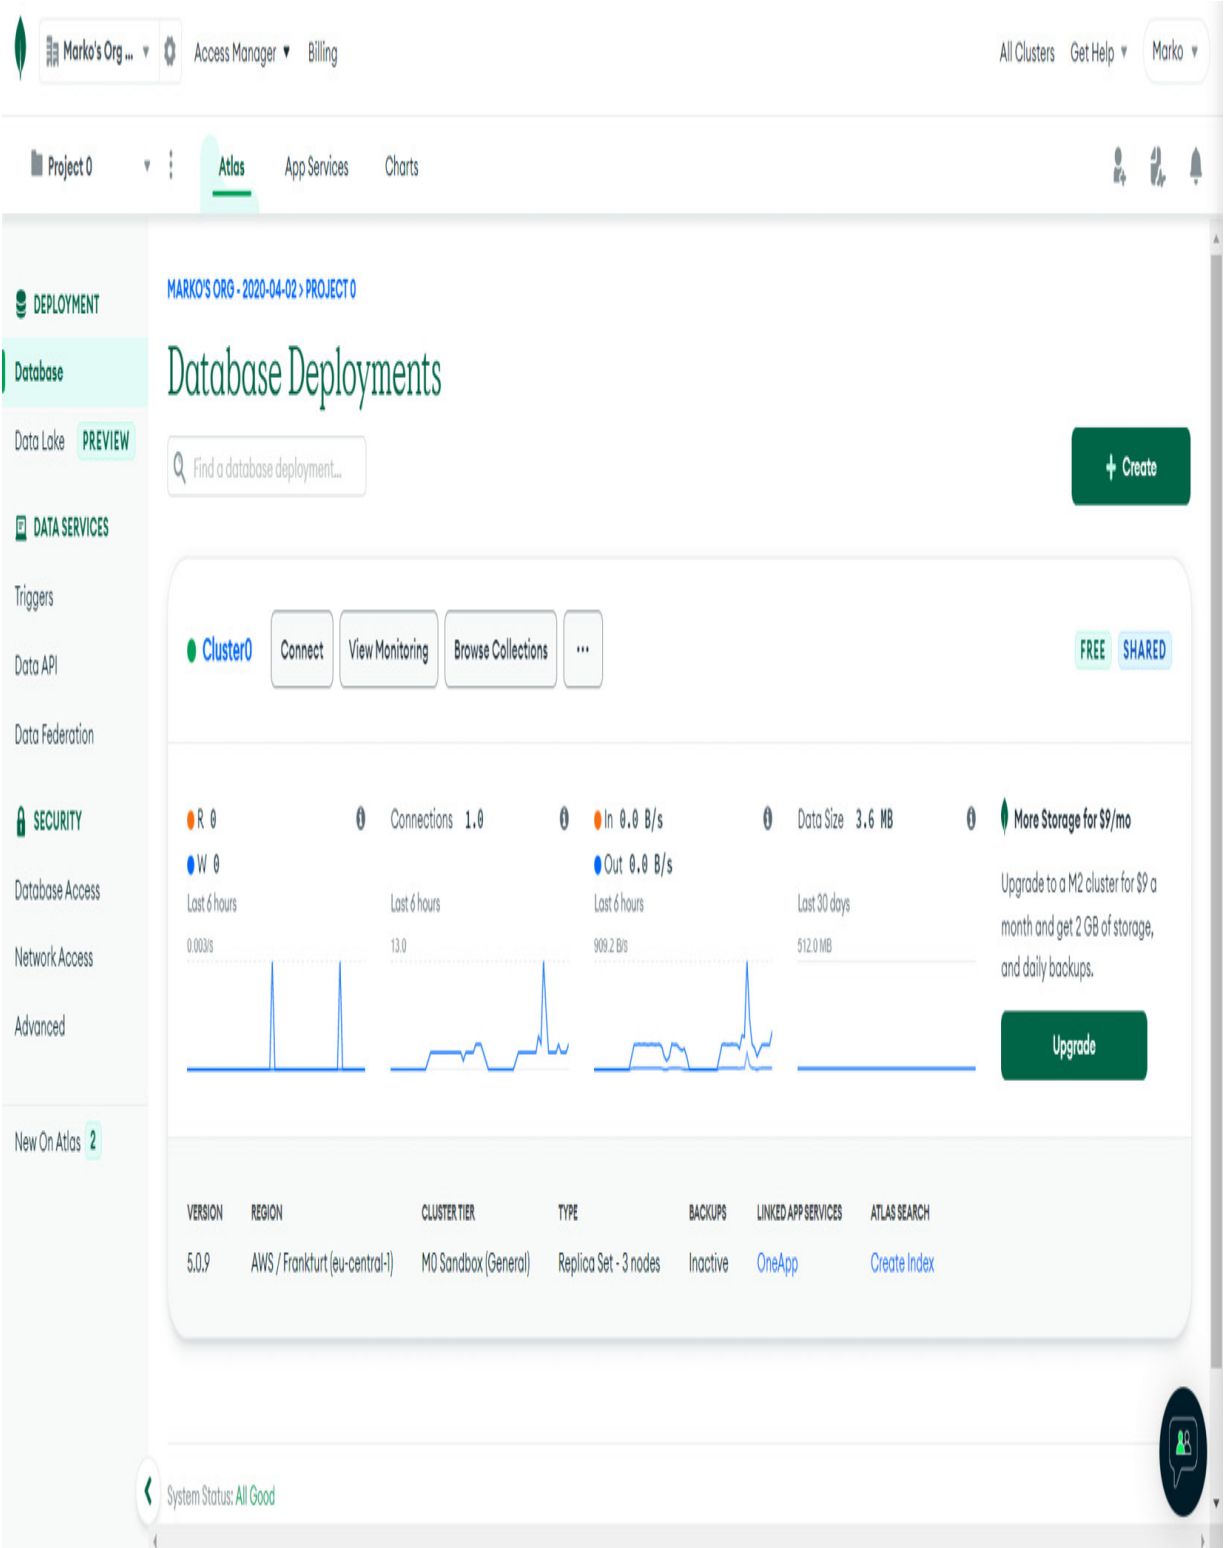 Marko's Org ...
Access Manager
Billing
All Clusters
Get Help
Marko
Project 0
Atlas
App Services
Charts
DEPLOYMENT
Database
Data Lake PREVIEW
DATA SERVICES
Triggers
Data API
Data Federation
SECURITY
Database Access
Network Access
Advanced
New On Atlas 2
MARKO'S ORG - 2020-04-02 > PROJECT 0
Database Deployments
Find a database deployment...
+ Create
Cluster0
Connect
View Monitoring
Browse Collections
...
FREE
SHARED
R 0
W 0
Last 6 hours
0.003/s
Connections 1.0
Last 6 hours
13.0
In 0.0 B/s
Out 0.0 B/s
Last 6 hours
909.2 B/s
Data Size 3.6 MB
Last 30 days
512.0 MB
More Storage for $9/mo
Upgrade to a M2 cluster for $9 a
month and get 2 GB of storage,
and daily backups.
Upgrade
VERSION REGION CLUSTER TIER TYPE BACKUPS LINKED APP SERVICES ATLAS SEARCH
5.0.9 AWS / Frankfurt (eu-central-1) M0 Sandbox (General) Replica Set - 3 nodes Inactive OneApp Create Index
System Status: All Good